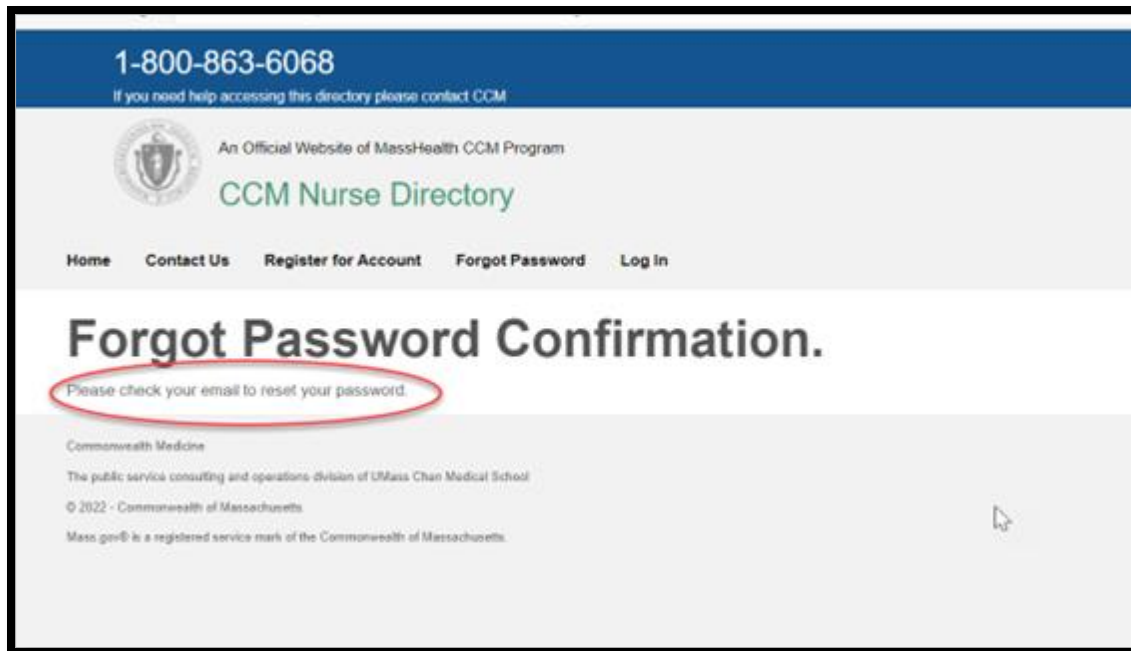 1-800-863-6068
If you need help accessing this directory please contact CCM
An Official Website of MassHealth CCM Program
CCM Nurse Directory
Home Contact Us Register for Account Forgot Password Log In
Forgot Password Confirmation.
Please check your email to reset your password.
Commonwealth Medicine
The public service consulting and operations division of UMass Chan Medical School
© 2022 - Commonwealth of Massachusetts
Mass.gov® is a registered service mark of the Commonwealth of Massachusetts.